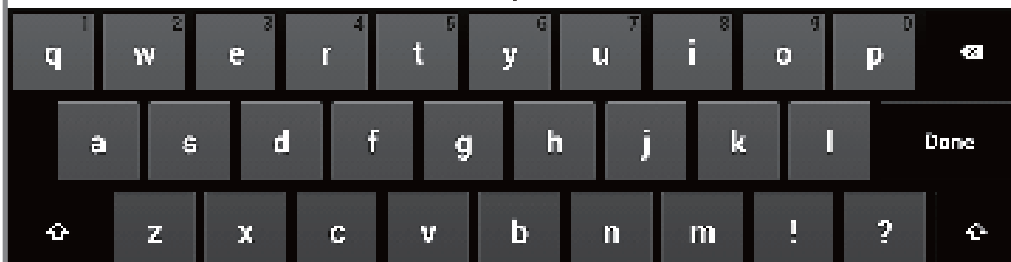 1 2 3 4 5 6 7 8 9 0
q w e r t y u i o p
a s d f g h j k l Done
z x c v b n m ! ?